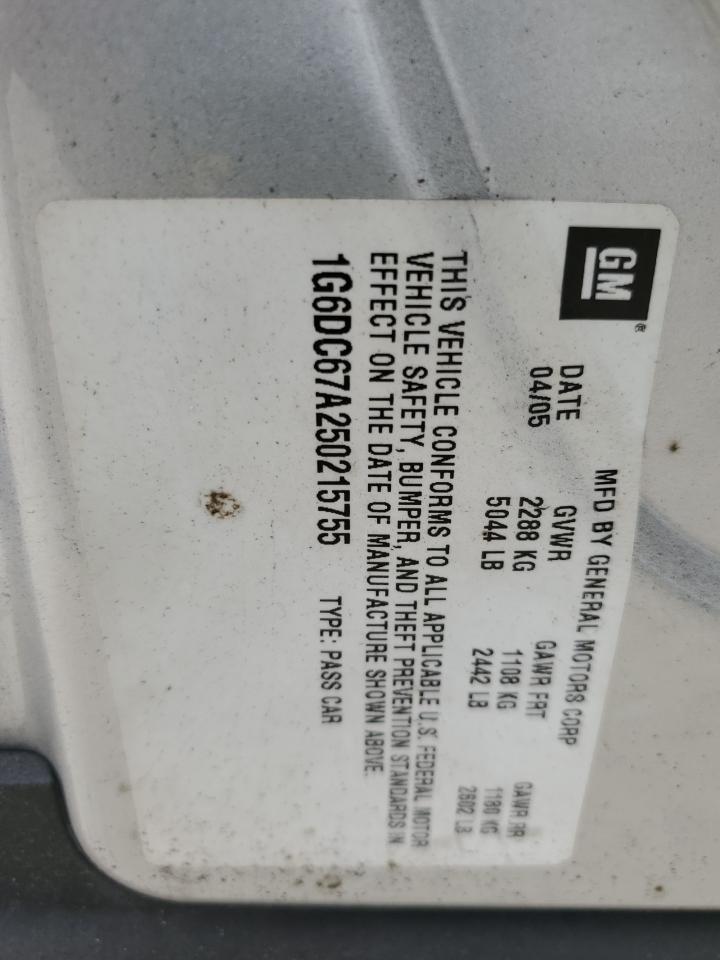 GM®
MFD BY GENERAL MOTORS CORP
DATE GVWR GAWR FRT GAWR RR
04/05 2288 KG 1108 KG 1180 KG
5044 LB 2442 LB 2602 LB
THIS VEHICLE CONFORMS TO ALL APPLICABLE U.S. FEDERAL MOTOR
VEHICLE SAFETY, BUMPER, AND THEFT PREVENTION STANDARDS IN
EFFECT ON THE DATE OF MANUFACTURE SHOWN ABOVE.
1G6DC67A250215755 TYPE: PASS CAR